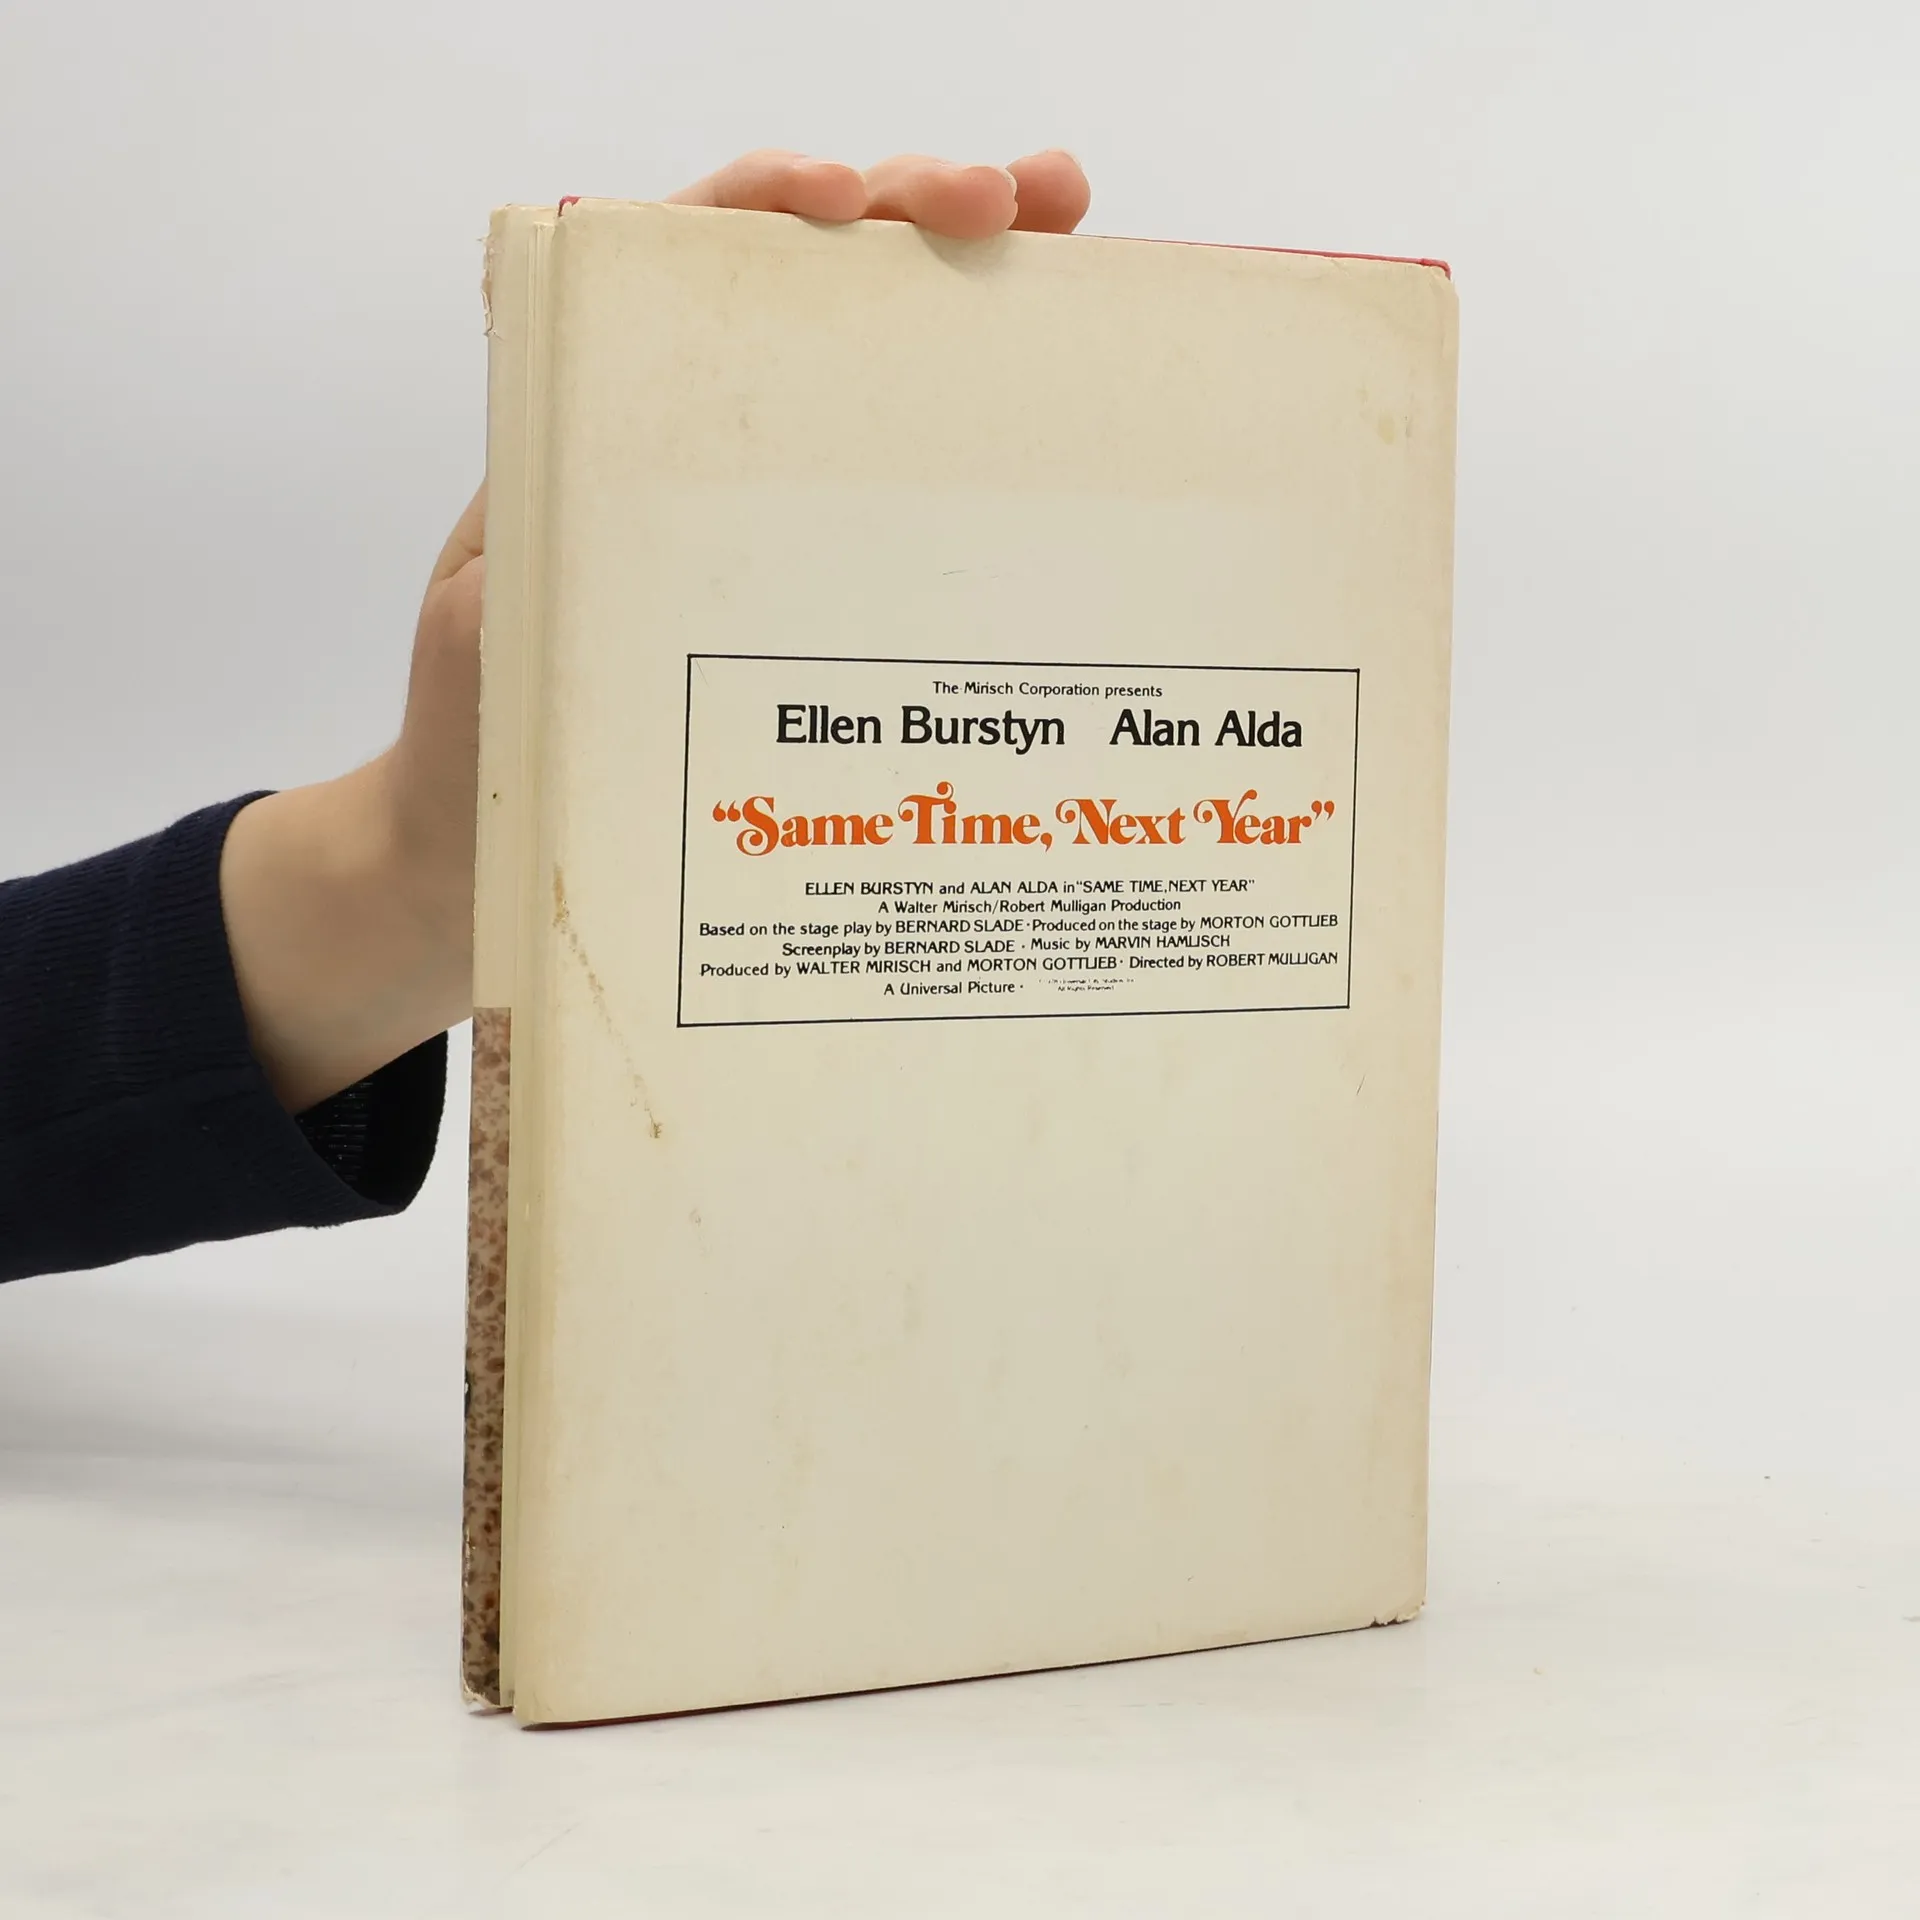 The Mirisch Corporation presents
Ellen Burstyn Alan Alda
“Same Time, Next Year”
ELLEN BURSTYN and ALAN ALDA in “SAME TIME, NEXT YEAR”
A Walter Mirisch/Robert Mulligan Production
Based on the stage play by BERNARD SLADE · Produced on the stage by MORTON GOTTLIEB
Screenplay by BERNARD SLADE · Music by MARVIN HAMLISCH
Produced by WALTER MIRISCH and MORTON GOTTLIEB · Directed by ROBERT MULLIGAN
A Universal Picture ·
All Rights Reserved